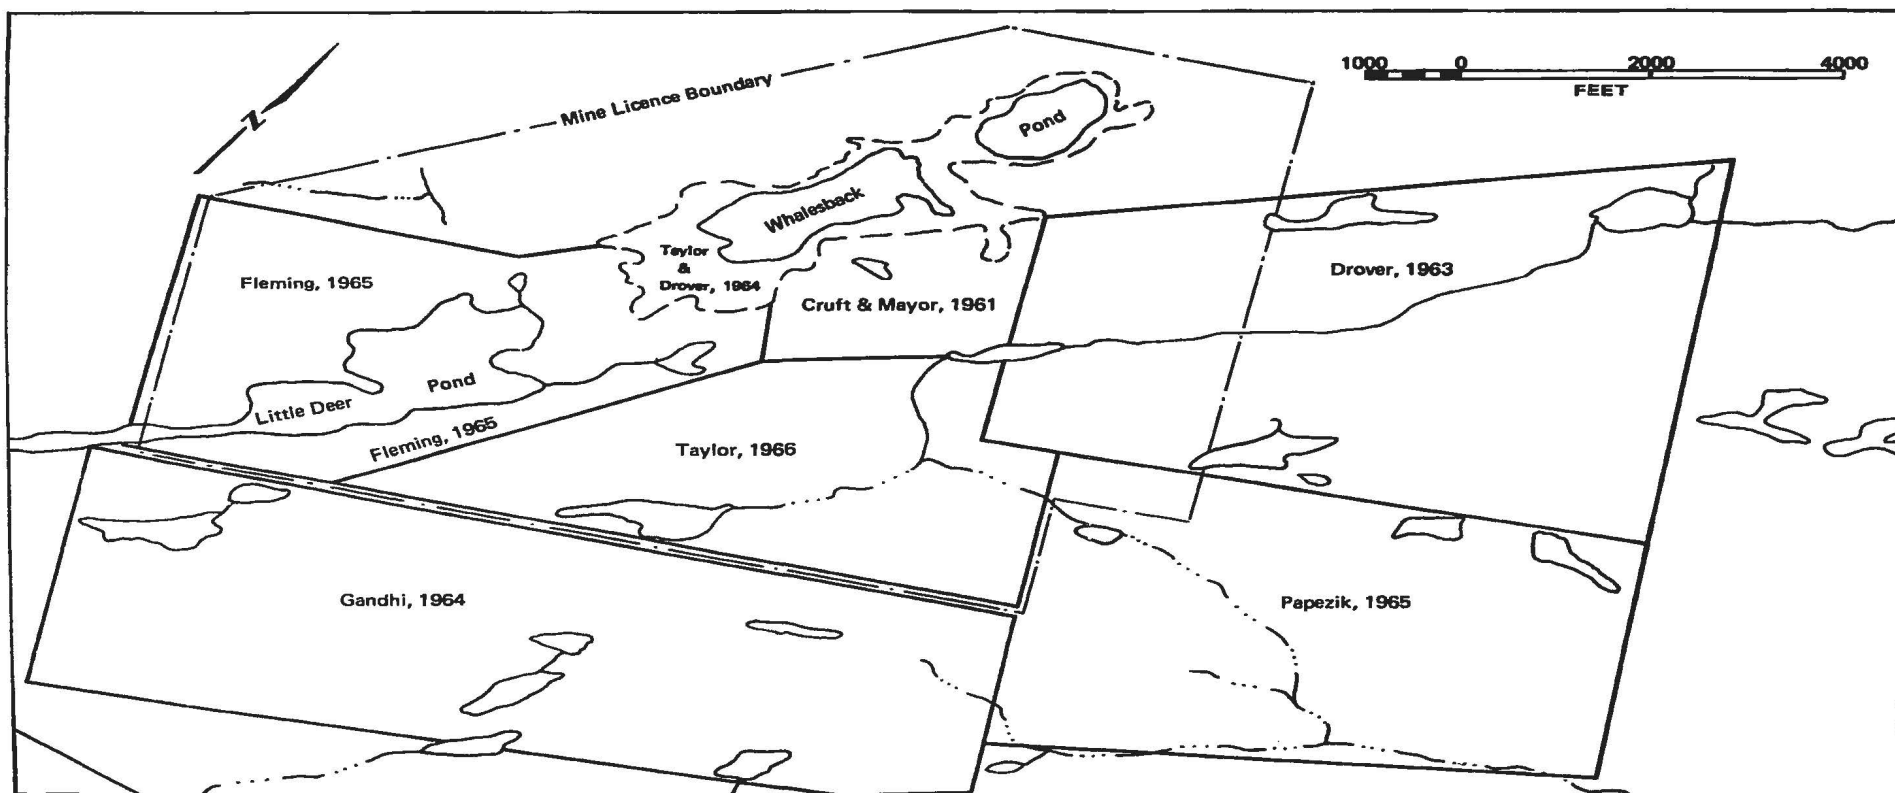 1000 0 2000 4000
FEET
Mine Licence Boundary
Pond
Z
Whalesback
Taylor
&
Drover, 1964
Fleming, 1965
Drover, 1963
Cruft & Mayor, 1961
Pond
Little Deer
Fleming, 1965
Taylor, 1966
Gandhi, 1964
Papezik, 1965